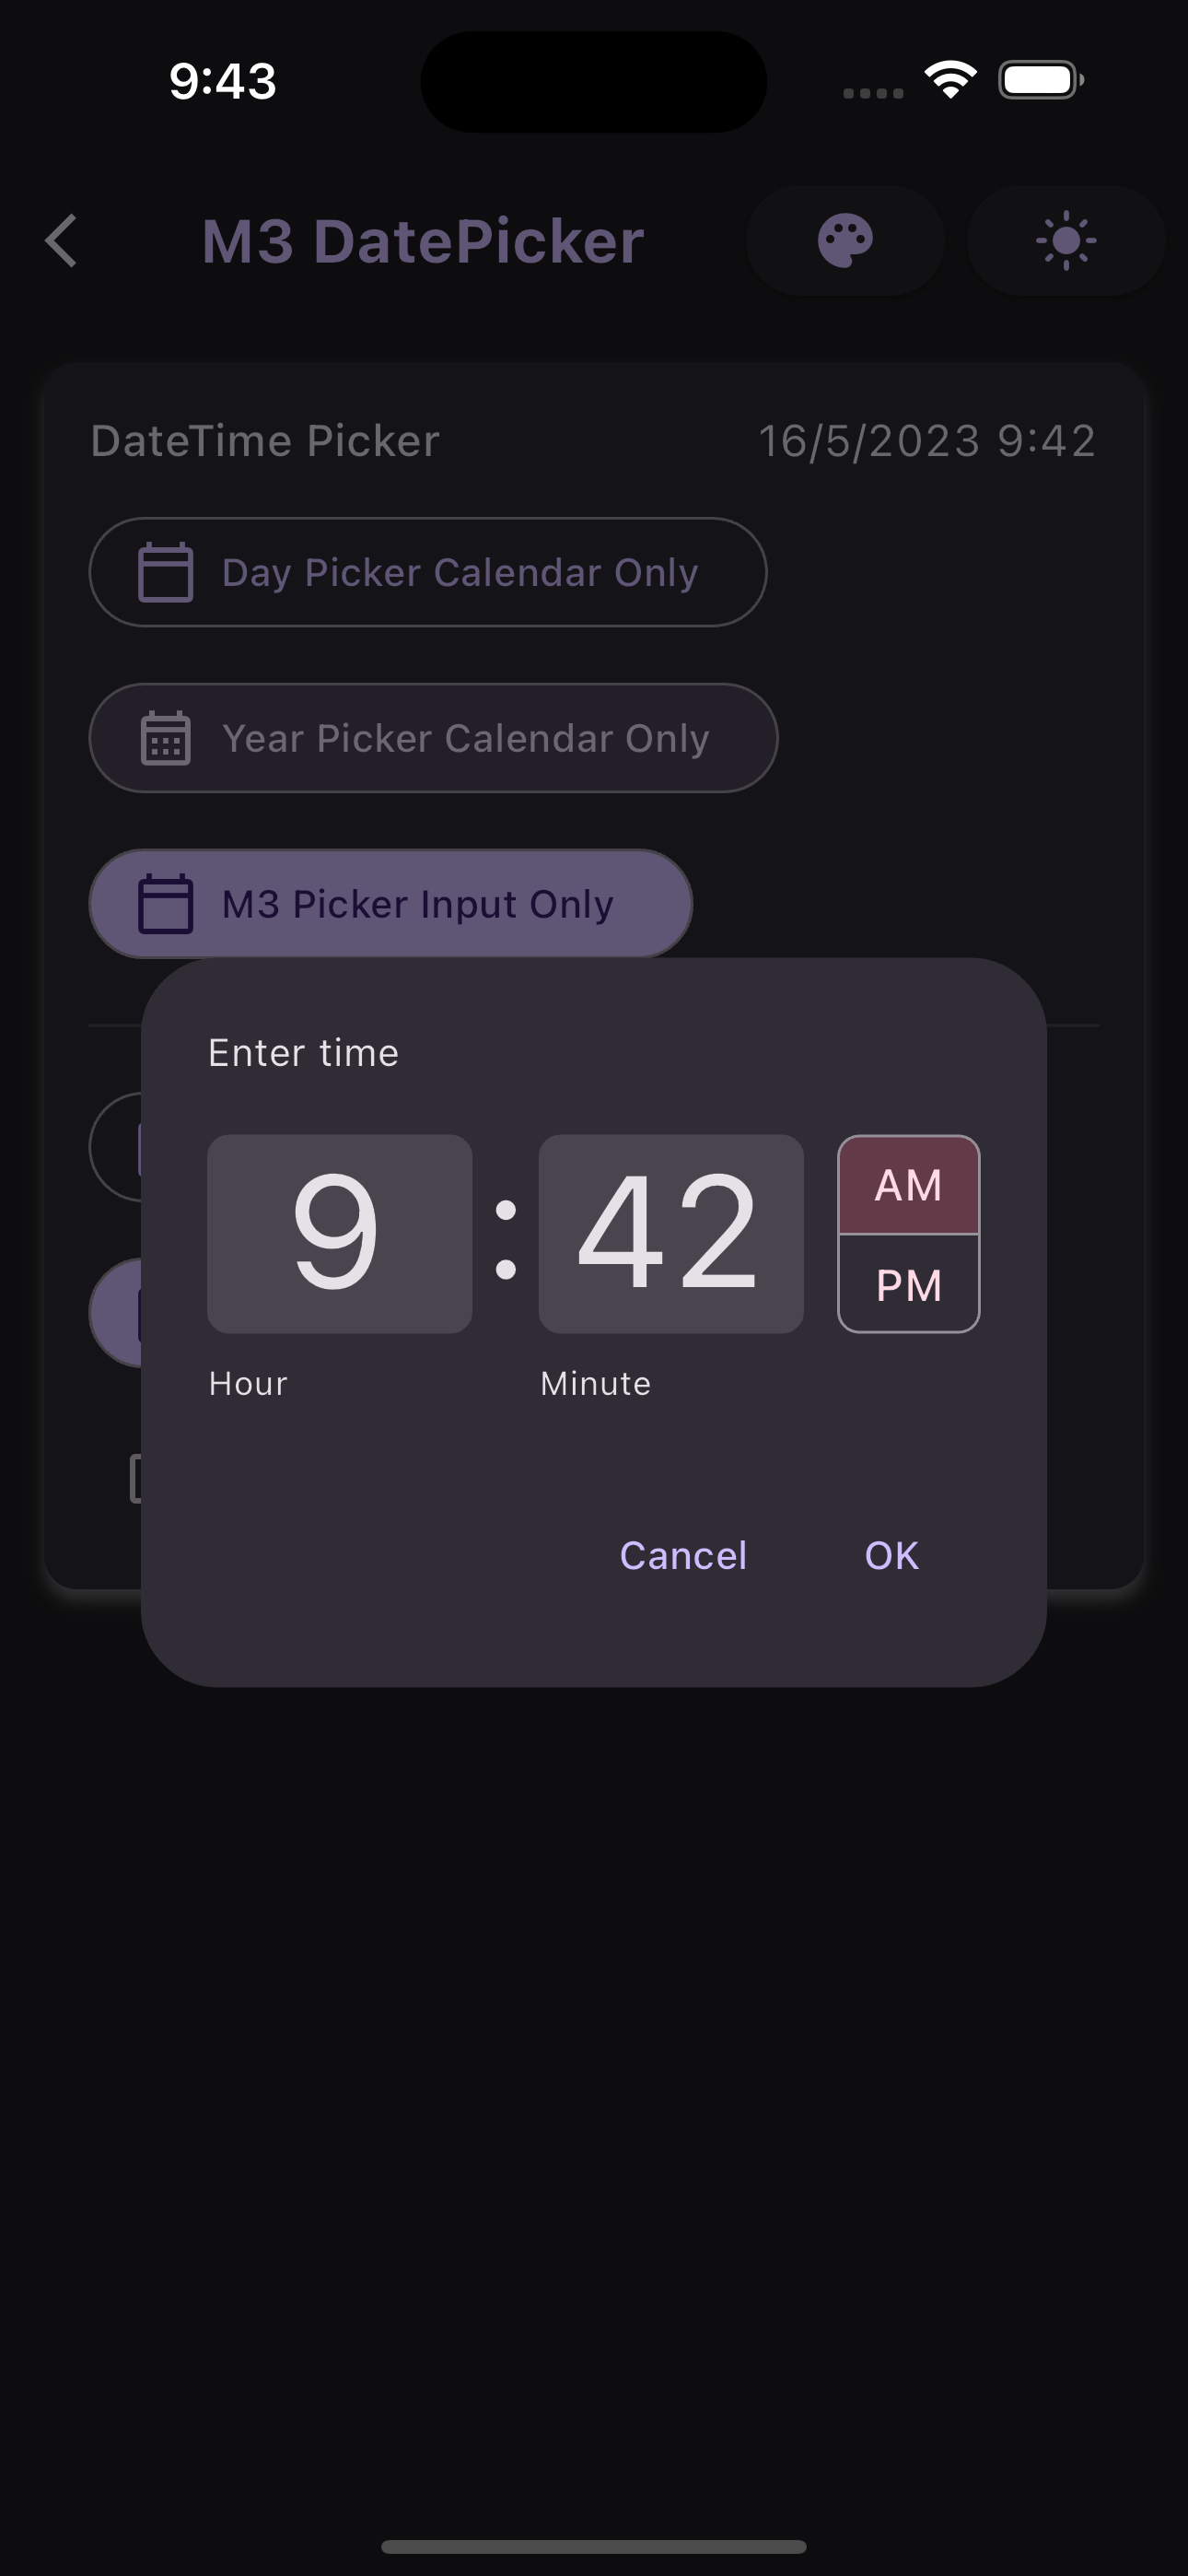 9:43
M3 DatePicker
DateTime Picker 16/5/2023 9:42
Day Picker Calendar Only
Year Picker Calendar Only
M3 Picker Input Only
Enter time
9 : 42
AM
PM
Hour Minute
Cancel OK